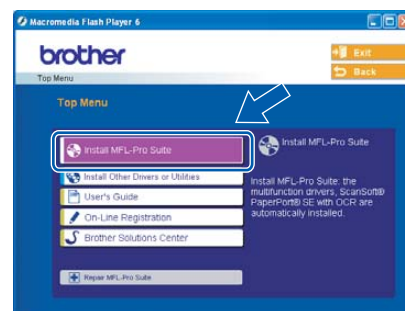 Macromedia Flash Player 6
brother
Exit
Back
Top Menu
Top Menu
Install MFL-Pro Suite
Install Other Drivers or Utilities
User's Guide
On-Line Registration
Brother Solutions Center
Repair MFL-Pro Suite
Install MFL-Pro Suite
Install MFL-Pro Suite: the
multifunction drivers, ScanSoft®
PaperPort® SE with OCR are
automatically installed.